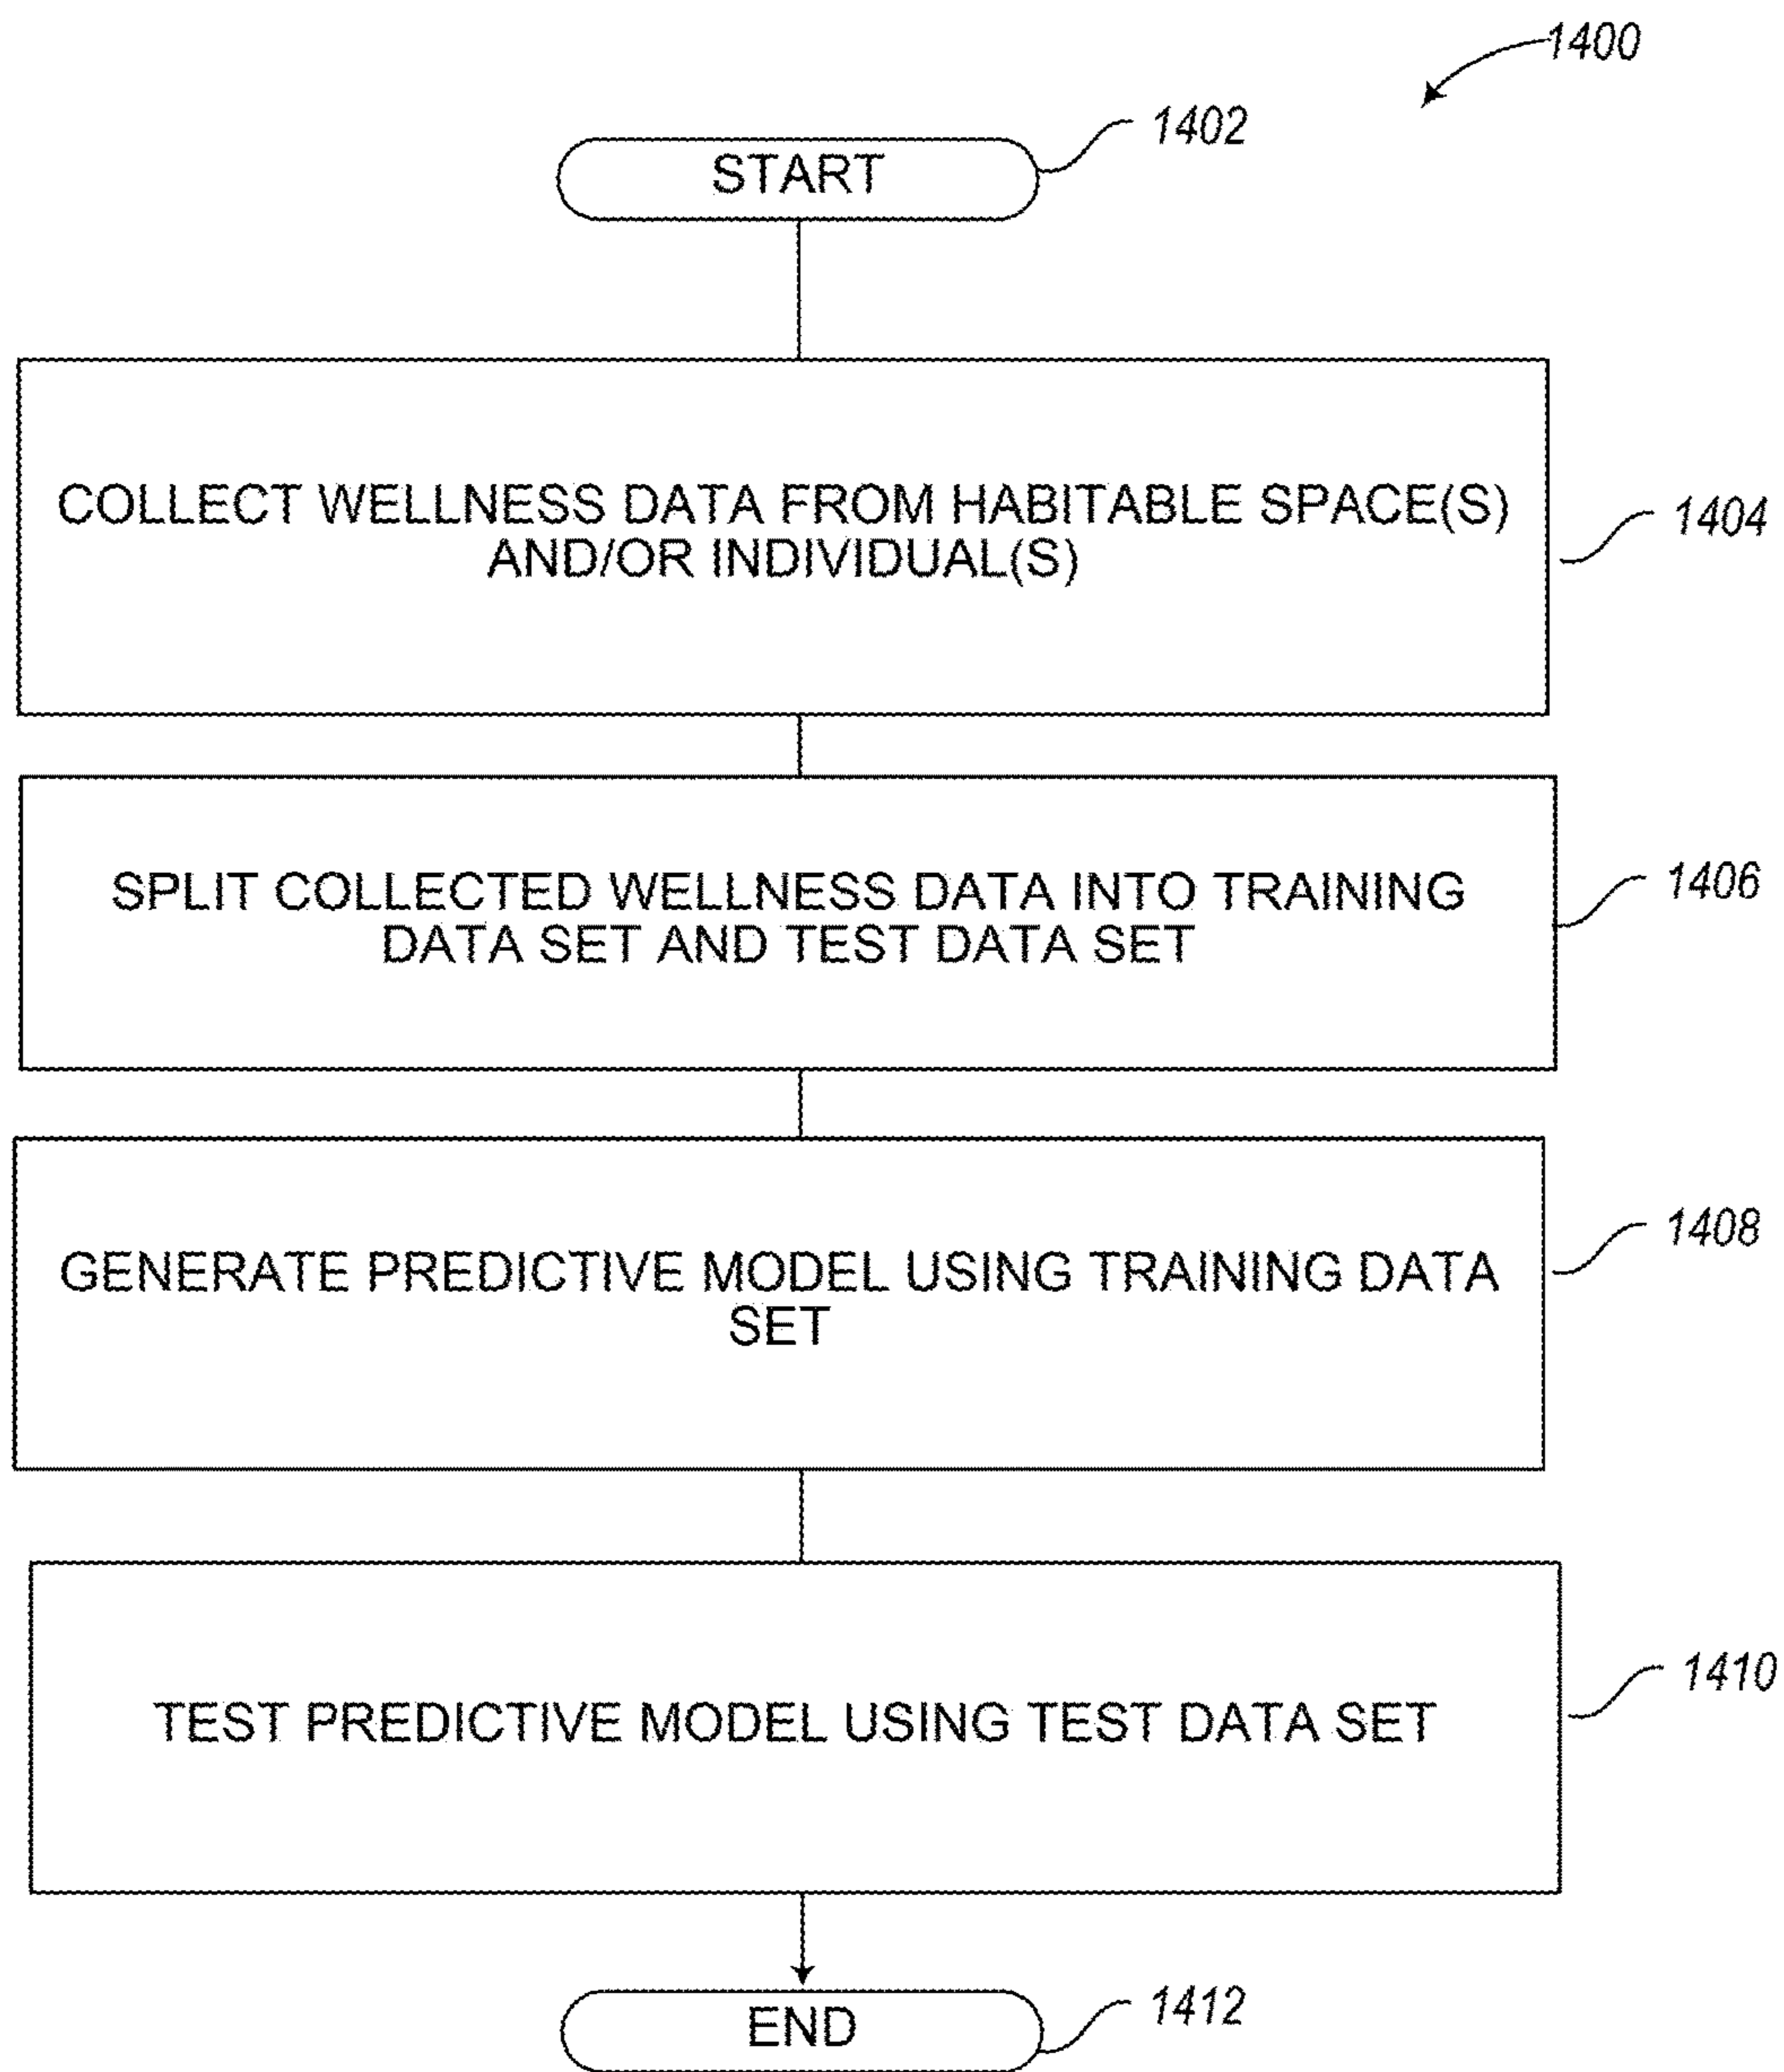 1400
START
1402
COLLECT WELLNESS DATA FROM HABITABLE SPACE(S)
AND/OR INDIVIDUAL(S)
1404
SPLIT COLLECTED WELLNESS DATA INTO TRAINING
DATA SET AND TEST DATA SET
1406
GENERATE PREDICTIVE MODEL USING TRAINING DATA
SET
1408
TEST PREDICTIVE MODEL USING TEST DATA SET
1410
END
1412